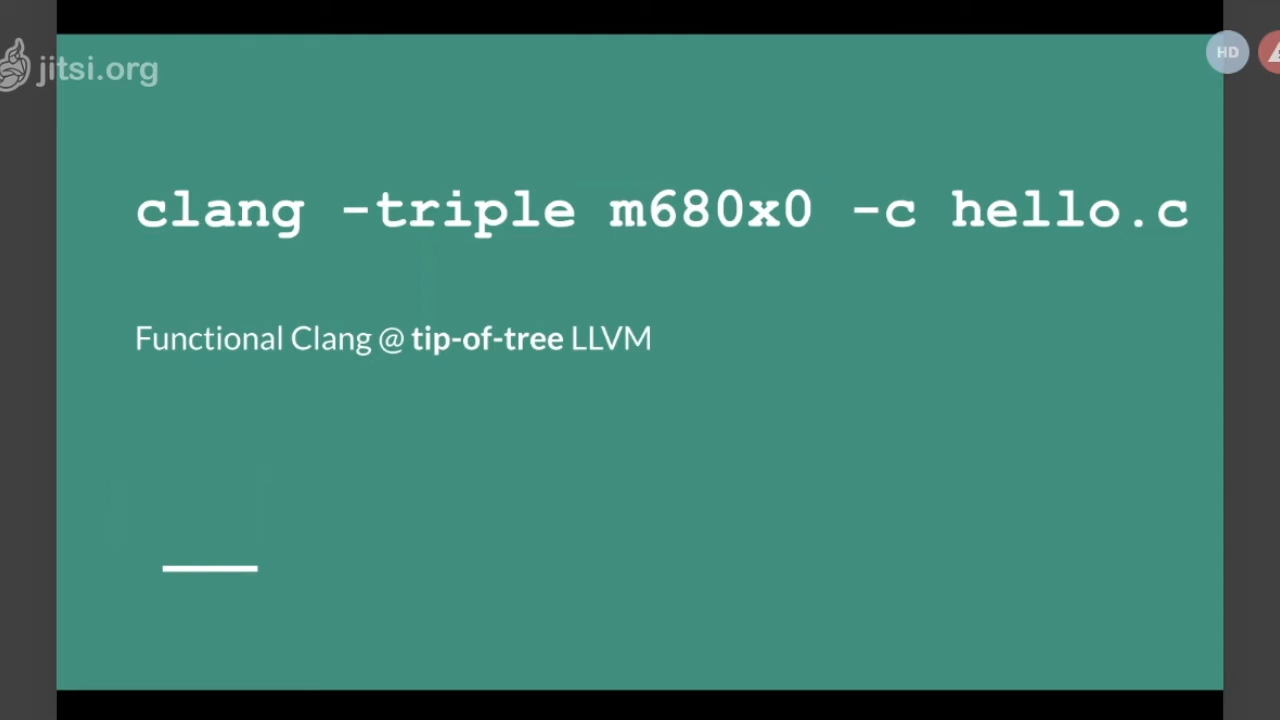 jitsi.org
HD
clang -triple m680x0 -c hello.c
Functional Clang @ tip-of-tree LLVM